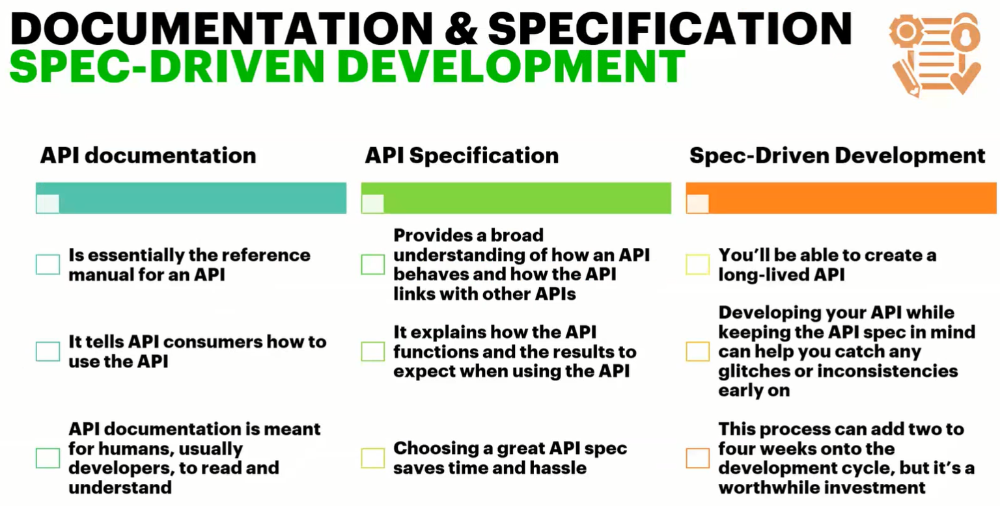 DOCUMENTATION & SPECIFICATION
SPEC-DRIVEN DEVELOPMENT
API documentation
Is essentially the reference
manual for an API
It tells API consumers how to
use the API
API documentation is meant
for humans, usually
developers, to read and
understand
API Specification
Provides a broad
understanding of how an API
behaves and how the API
links with other APIs
It explains how the API
functions and the results to
expect when using the API
Choosing a great API spec
saves time and hassle
Spec-Driven Development
You’ll be able to create a
long-lived API
Developing your API while
keeping the API spec in mind
can help you catch any
glitches or inconsistencies
early on
This process can add two to
four weeks onto the
development cycle, but it’s a
worthwhile investment